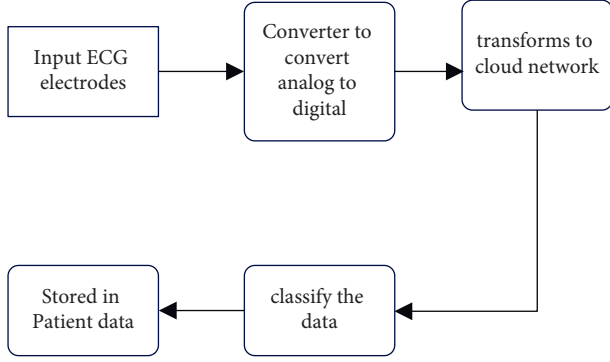 Input ECG
electrodes
Converter to
convert
analog to
digital
transforms to
cloud network
classify the
data
Stored in
Patient data